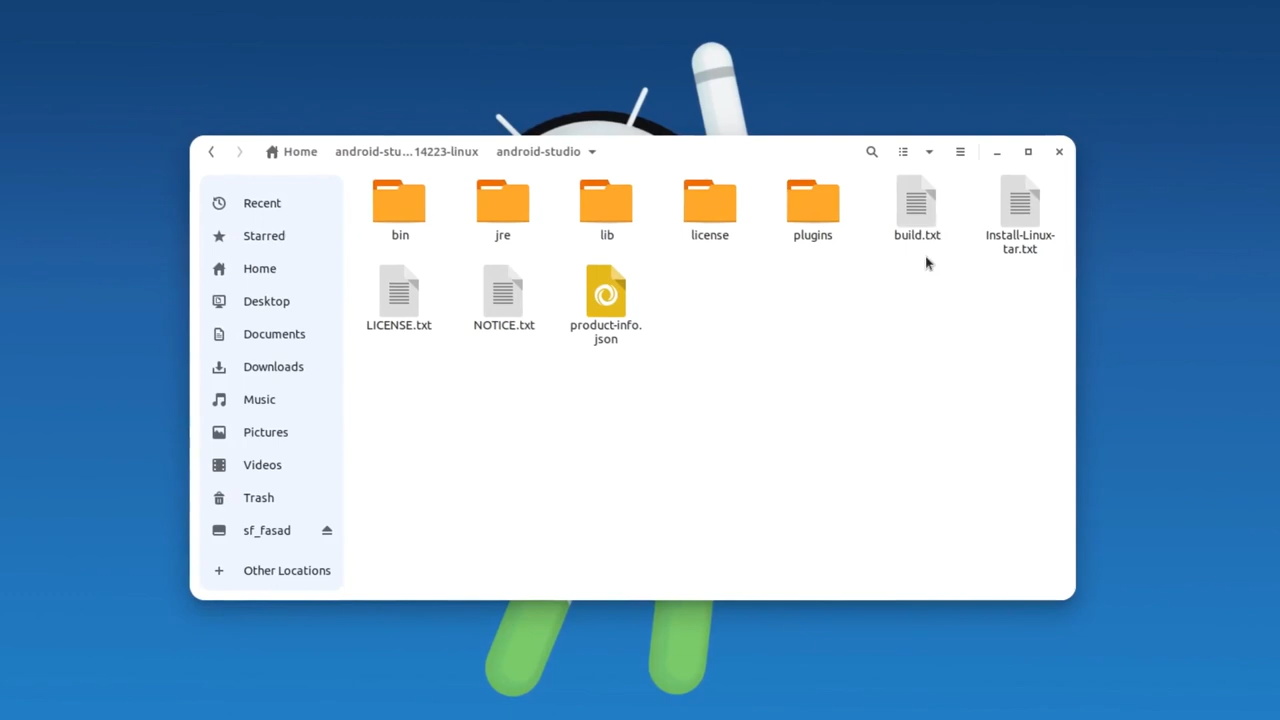 Home
android-stu...14223-linux
android-studio
Recent
Starred
Home
Desktop
Documents
Downloads
Music
Pictures
Videos
Trash
sf_fasad
Other Locations
bin
jre
lib
license
plugins
build.txt
Install-Linux-
tar.txt
LICENSE.txt
NOTICE.txt
product-info.
json